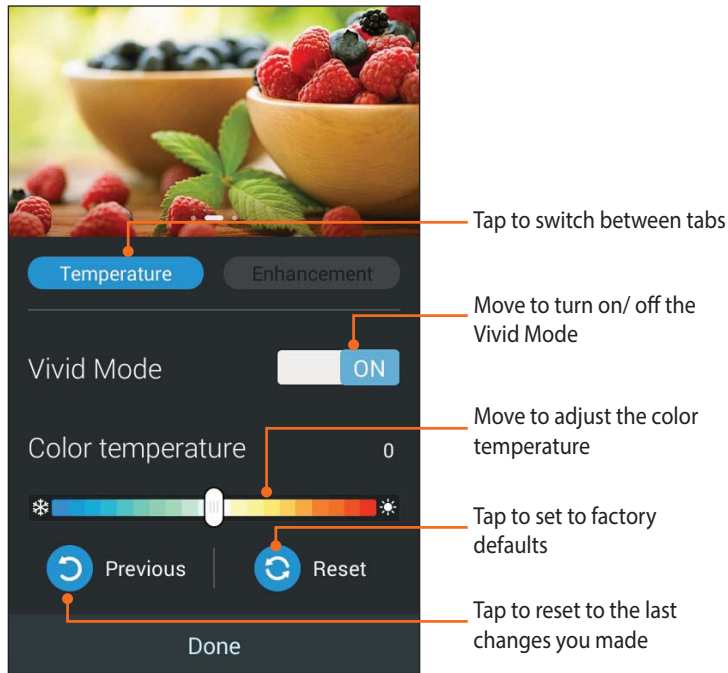 Tap to switch between tabs
Temperature
Enhancement
Move to turn on/ off the
Vivid Mode
Vivid Mode
ON
Move to adjust the color
temperature
Color temperature
0
Tap to set to factory
defaults
Previous
Reset
Tap to reset to the last
changes you made
Done